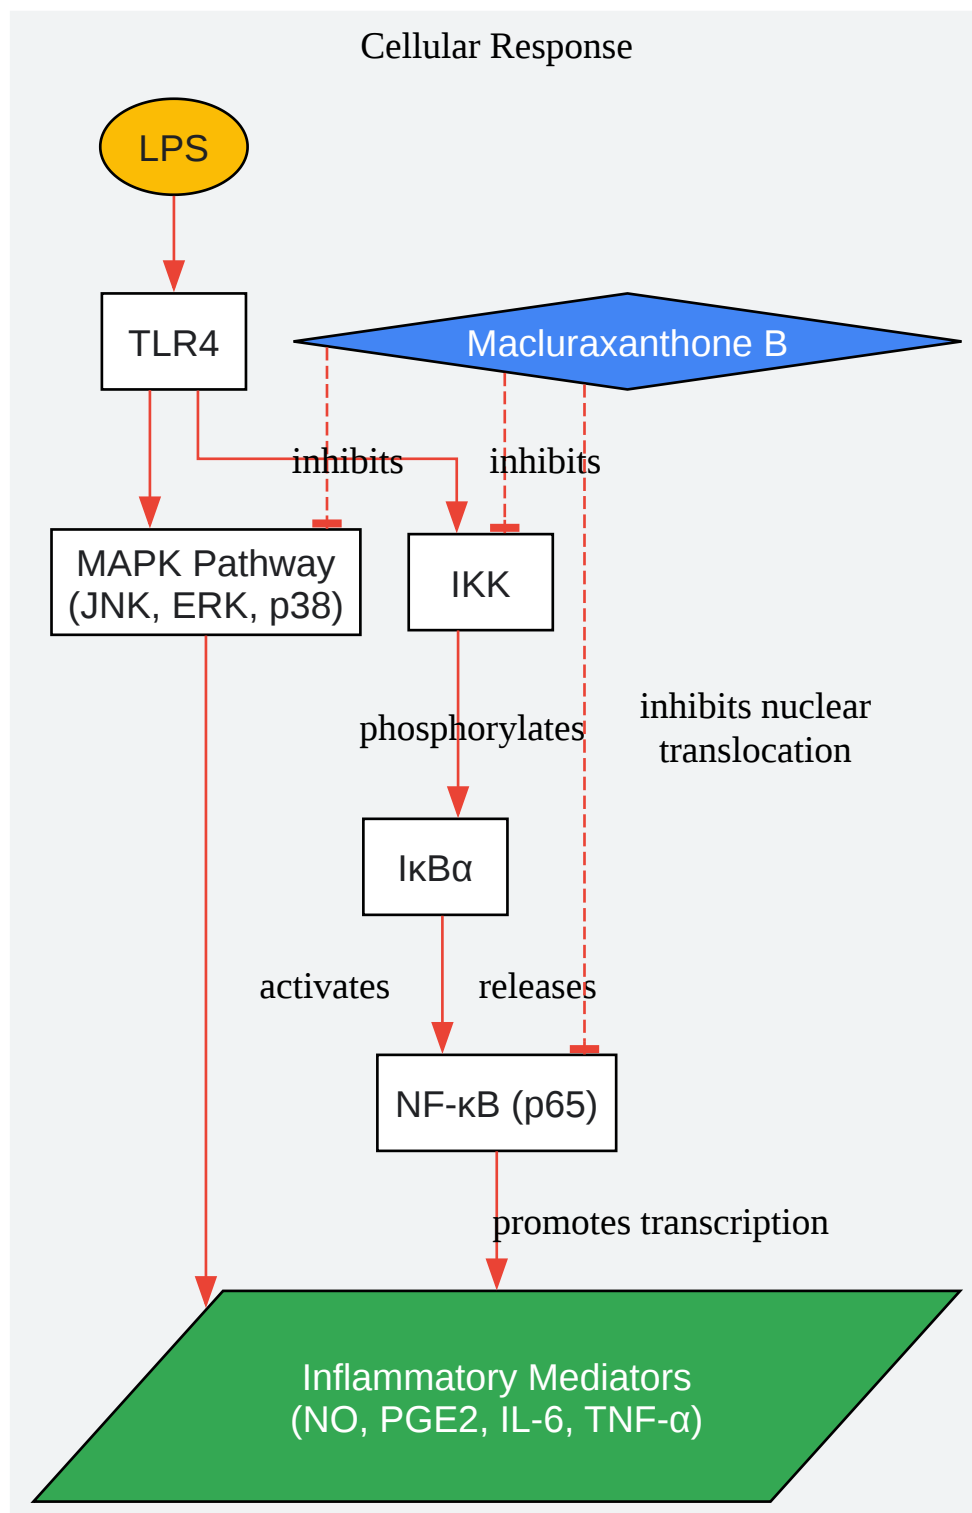 Cellular Response
LPS
TLR4
Macluraxanthone B
inhibits
inhibits
MAPK Pathway
(JNK, ERK, p38)
IKK
phosphorylates
inhibits nuclear
translocation
IκBα
activates
releases
NF-κB (p65)
promotes transcription
Inflammatory Mediators
(NO, PGE2, IL-6, TNF-α)